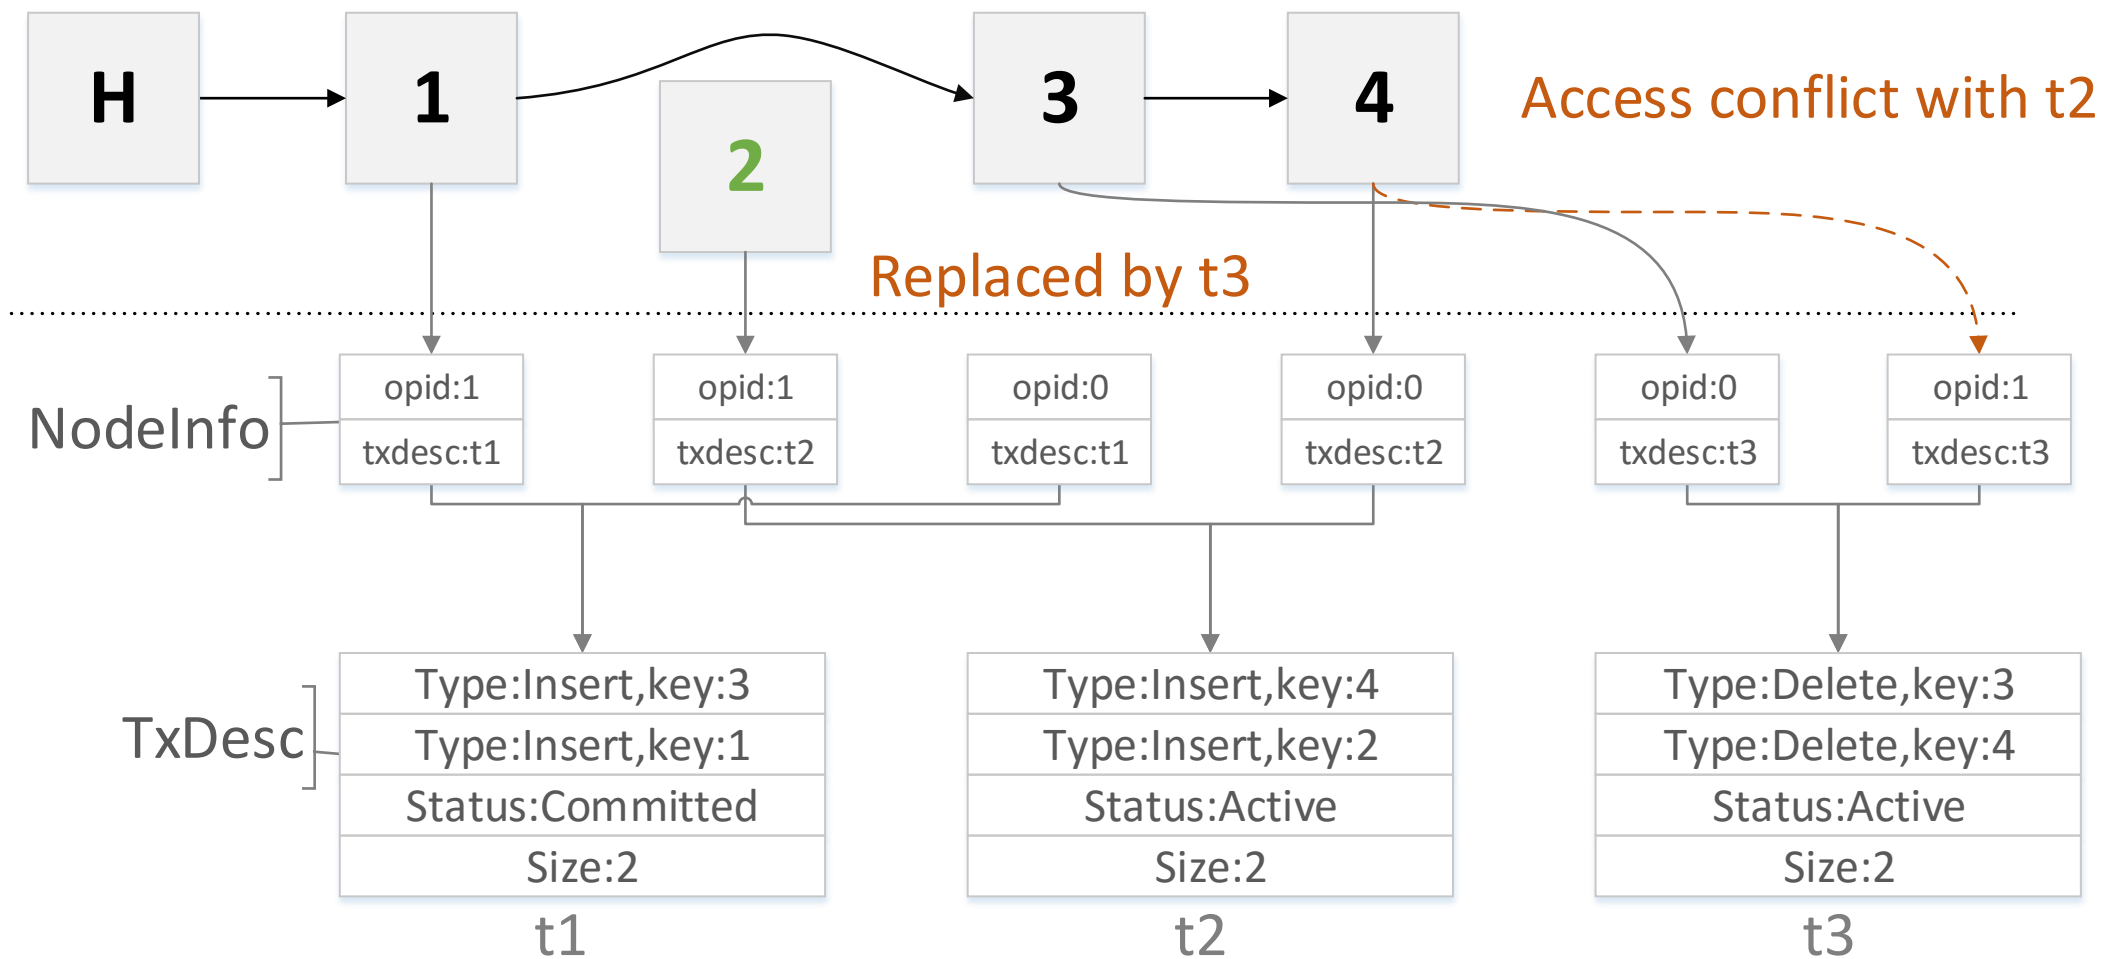 H
1
2
3
4
Access conflict with t2
Replaced by t3
NodeInfo
opid:1
txdesc:t1
opid:1
txdesc:t2
opid:0
txdesc:t1
opid:0
txdesc:t2
opid:0
txdesc:t3
opid:1
txdesc:t3
TxDesc
Type:Insert,key:3
Type:Insert,key:1
Status:Committed
Size:2
t1
Type:Insert,key:4
Type:Insert,key:2
Status:Active
Size:2
t2
Type:Delete,key:3
Type:Delete,key:4
Status:Active
Size:2
t3